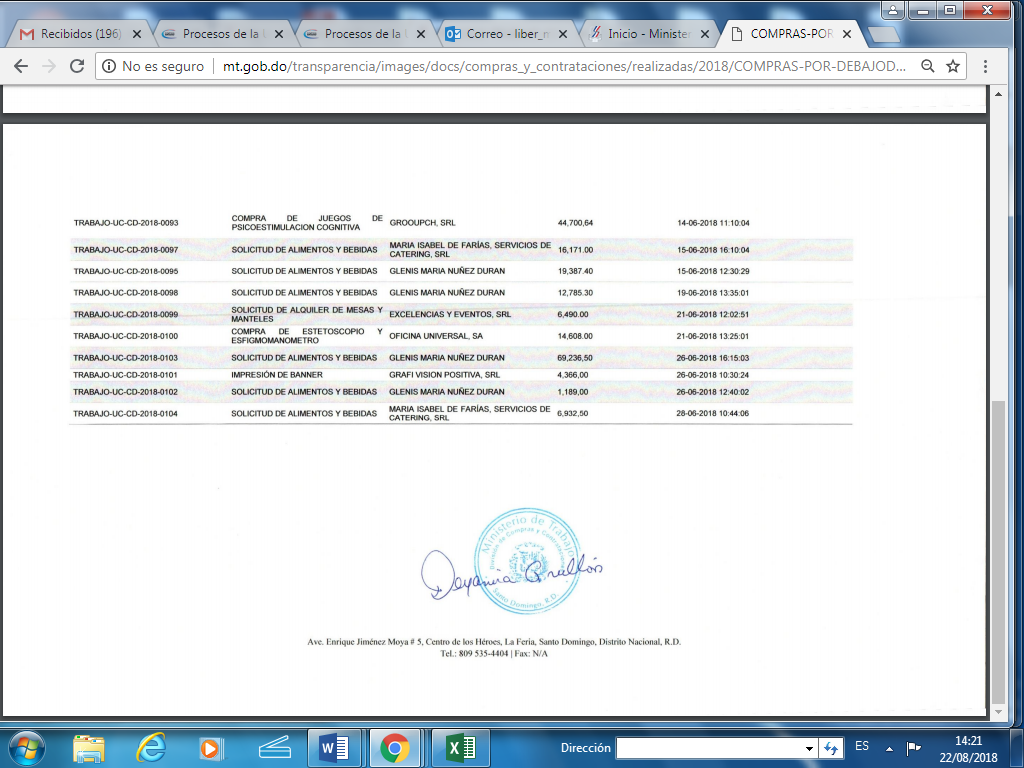 Recibidos (196)
Procesos de la
Procesos de la
Correo - liber_
Inicio - Minister
COMPRAS-POR
No es seguro | mt.gob.do/transparencia/images/docs/compras_y_contrataciones/realizadas/2018/COMPRAS-POR-DEBAJOD...
TRABAJO-UC-CD-2018-0093 COMPRA DE JUEGOS DE PSICOESTIMULACION COGNITIVA GROOUPCH, SRL 44,700,64 14-06-2018 11:10:04
TRABAJO-UC-CD-2018-0097 SOLICITUD DE ALIMENTOS Y BEBIDAS MARIA ISABEL DE FARÍAS, SERVICIOS DE CATERING, SRL 16,171.00 15-06-2018 16:10:04
TRABAJO-UC-CD-2018-0095 SOLICITUD DE ALIMENTOS Y BEBIDAS GLENIS MARIA NUÑEZ DURAN 19,387.40 15-06-2018 12:30:29
TRABAJO-UC-CD-2018-0098 SOLICITUD DE ALIMENTOS Y BEBIDAS GLENIS MARIA NUÑEZ DURAN 12,785.30 19-06-2018 13:35:01
TRABAJO-UC-CD-2018-0099 SOLICITUD DE ALQUILER DE MESAS Y MANTELES EXCELENCIAS Y EVENTOS, SRL 6,490.00 21-06-2018 12:02:51
TRABAJO-UC-CD-2018-0100 COMPRA DE ESTETOSCOPIO Y ESFIGMOMANOMETRO OFICINA UNIVERSAL, SA 14,608.00 21-06-2018 13:25:01
TRABAJO-UC-CD-2018-0103 SOLICITUD DE ALIMENTOS Y BEBIDAS GLENIS MARIA NUÑEZ DURAN 69,236,50 26-06-2018 16:15:03
TRABAJO-UC-CD-2018-0101 IMPRESIÓN DE BANNER GRAFI VISION POSITIVA, SRL 4,366,00 26-06-2018 10:30:24
TRABAJO-UC-CD-2018-0102 SOLICITUD DE ALIMENTOS Y BEBIDAS GLENIS MARIA NUÑEZ DURAN 1,189,00 26-06-2018 12:40:02
TRABAJO-UC-CD-2018-0104 SOLICITUD DE ALIMENTOS Y BEBIDAS MARIA ISABEL DE FARÍAS, SERVICIOS DE CATERING, SRL 6,932,50 28-06-2018 10:44:06
Ministerio de Trabajo
División de Compras y Contrataciones
Santo Domingo, R.D.
Deyanira Grullón
Ave. Enrique Jiménez Moya # 5, Centro de los Héroes, La Feria, Santo Domingo, Distrito Nacional, R.D.
Tel.: 809 535-4404 | Fax: N/A
Dirección
ES
14:21
22/08/2018